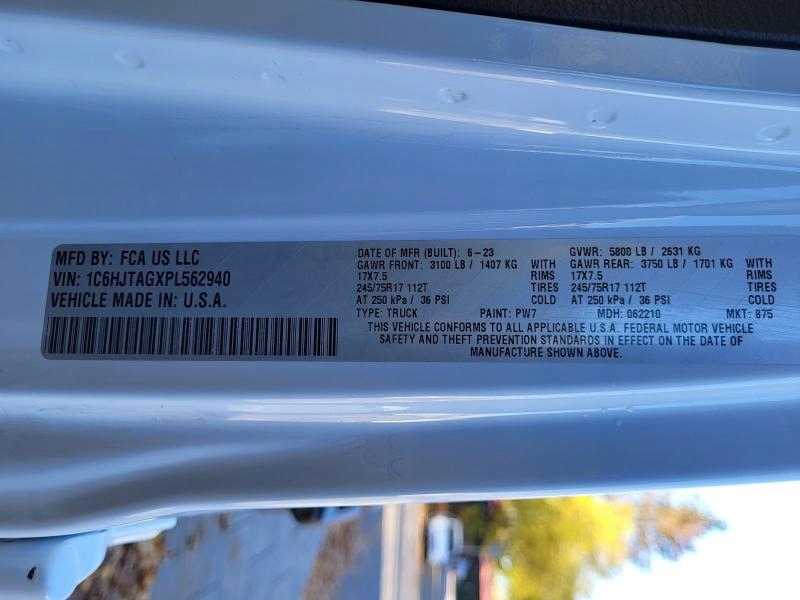 MFD BY: FCA US LLC
VIN: 1C6HJTAGXPL562940
VEHICLE MADE IN: U.S.A.
DATE OF MFR (BUILT): 6-23 GVWR: 5800 LB / 2631 KG
GAWR FRONT: 3100 LB / 1407 KG WITH GAWR REAR: 3750 LB / 1701 KG WITH
17X7.5 RIMS 17X7.5 RIMS
245/75R17 112T TIRES 245/75R17 112T TIRES
AT 250 kPa / 36 PSI COLD AT 250 kPa / 36 PSI COLD
TYPE: TRUCK PAINT: PW7 MDH: 062210 MKT: 875
THIS VEHICLE CONFORMS TO ALL APPLICABLE U.S.A. FEDERAL MOTOR VEHICLE
SAFETY AND THEFT PREVENTION STANDARDS IN EFFECT ON THE DATE OF
MANUFACTURE SHOWN ABOVE.